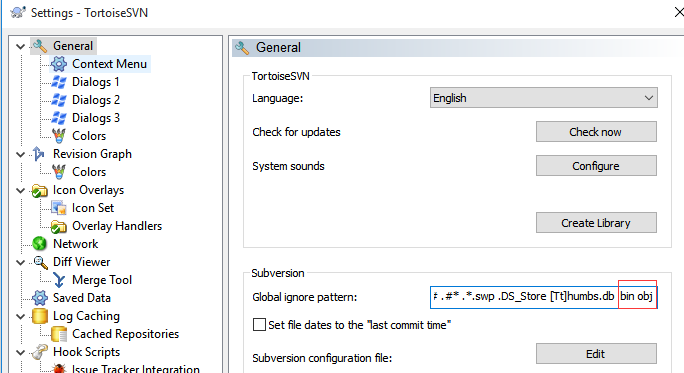 Settings - TortoiseSVN
General
Context Menu
Dialogs 1
Dialogs 2
Dialogs 3
Colors
Revision Graph
Colors
Icon Overlays
Icon Set
Overlay Handlers
Network
Diff Viewer
Merge Tool
Saved Data
Log Caching
Cached Repositories
Hook Scripts
Issue Tracker Integration
General
TortoiseSVN
Language:
English
Check for updates
Check now
System sounds
Configure
Create Library
Subversion
Global ignore pattern:
.#* .*.swp .DS_Store [Tt]humbs.db bin obj
Set file dates to the "last commit time"
Subversion configuration file:
Edit